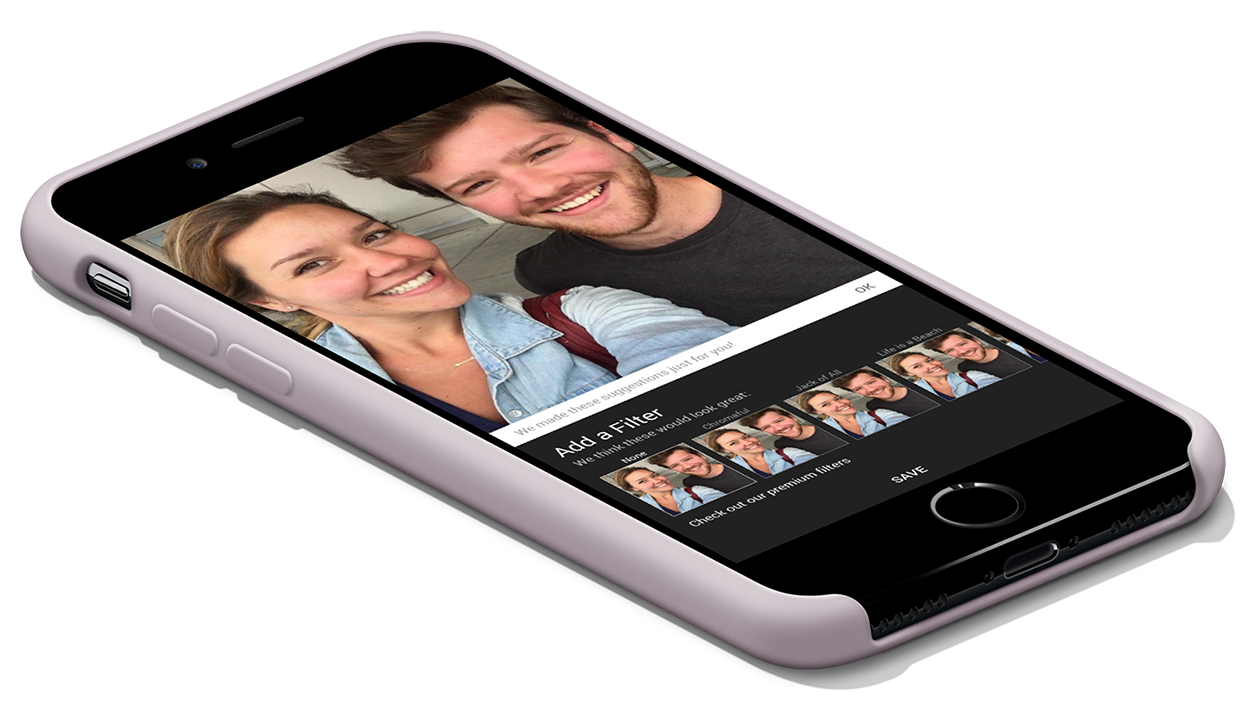 We made these suggestions just for you!
OK
Add a Filter
We think these would look great:
None
Chromaful
Jack of All
Life is a Beach
Check out our premium filters
SAVE